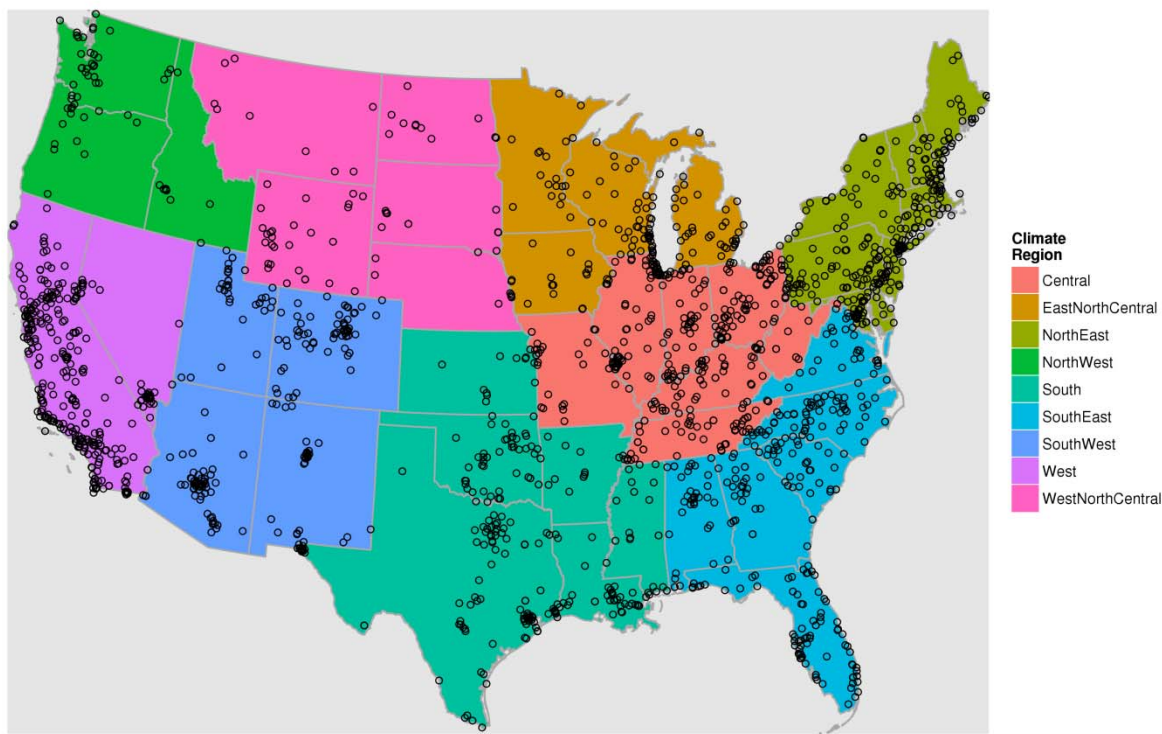 Climate
Region
Central
EastNorthCentral
NorthEast
NorthWest
South
SouthEast
SouthWest
West
WestNorthCentral